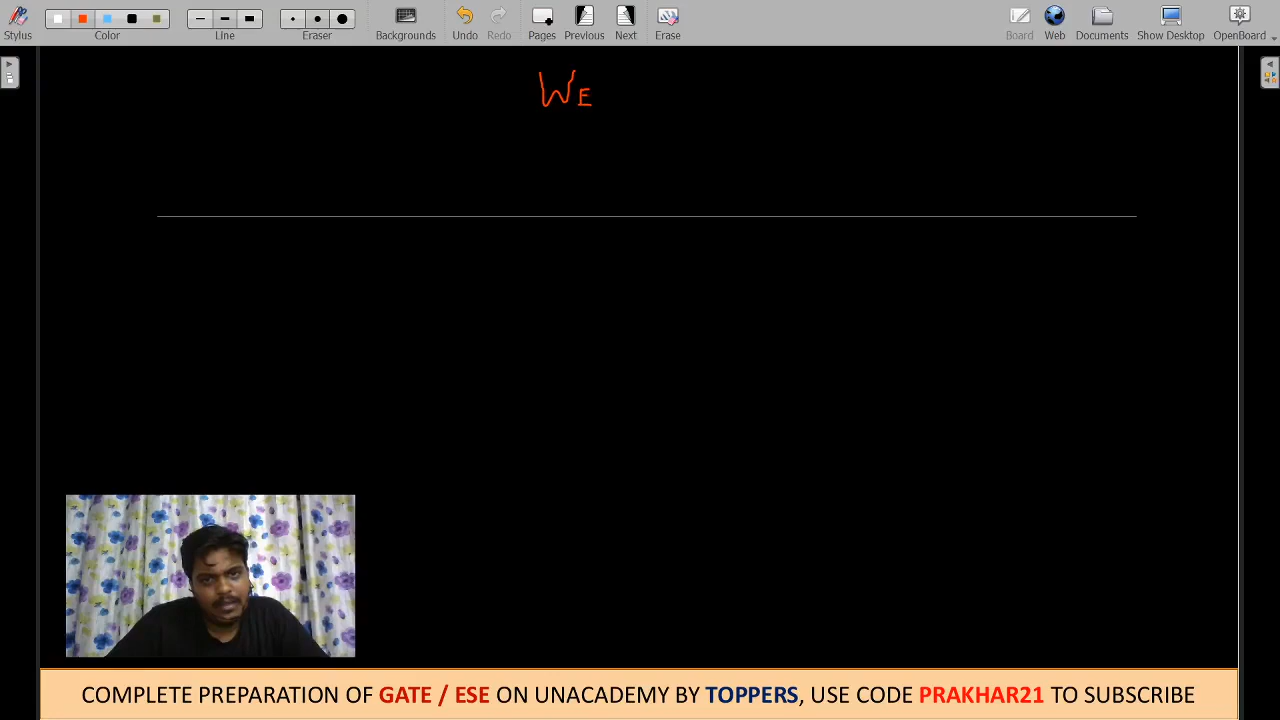 Stylus
Color
Line
Eraser
Backgrounds
Undo
Redo
Pages
Previous
Next
Erase
Board
Web
Documents
Show Desktop
OpenBoard
WE
COMPLETE PREPARATION OF GATE / ESE ON UNACADEMY BY TOPPERS, USE CODE PRAKHAR21 TO SUBSCRIBE